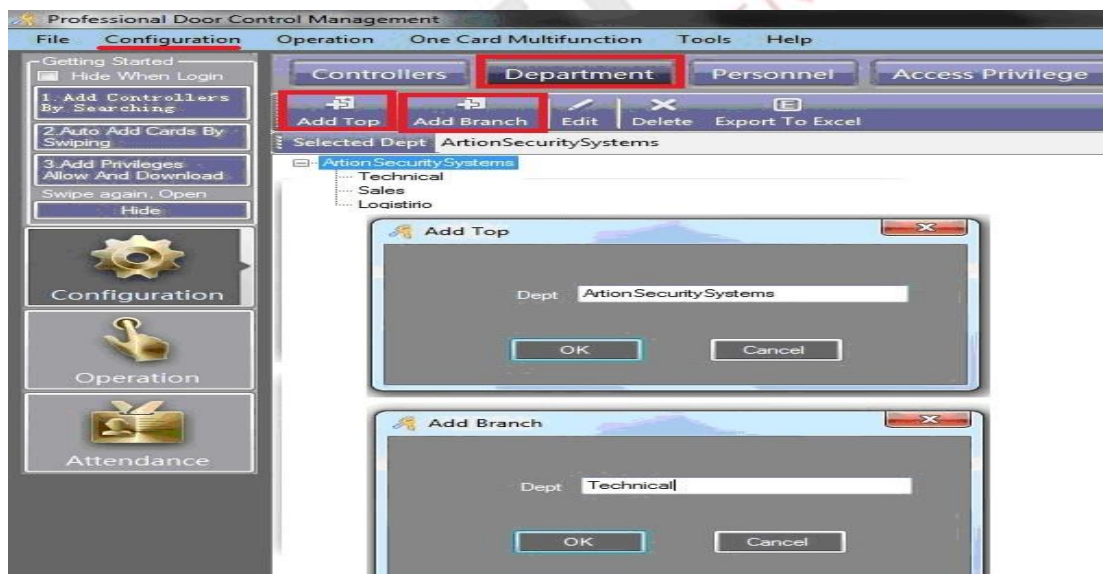 Professional Door Control Management
File Configuration Operation One Card Multifunction Tools Help
Getting Started
Hide When Login
1.Add Controllers By Searching
2.Auto Add Cards By Swiping
3.Add Privileges Allow And Download
Swipe again, Open
Hide
Configuration
Operation
Attendance
Controllers Department Personnel Access Privilege
Add Top Add Branch Edit Delete Export To Excel
Selected Dept ArtionSecuritySystems
ArtionSecuritySystems
Technical
Sales
Logistirio
Add Top
Dept ArtionSecuritySystems
OK Cancel
Add Branch
Dept Technical
OK Cancel